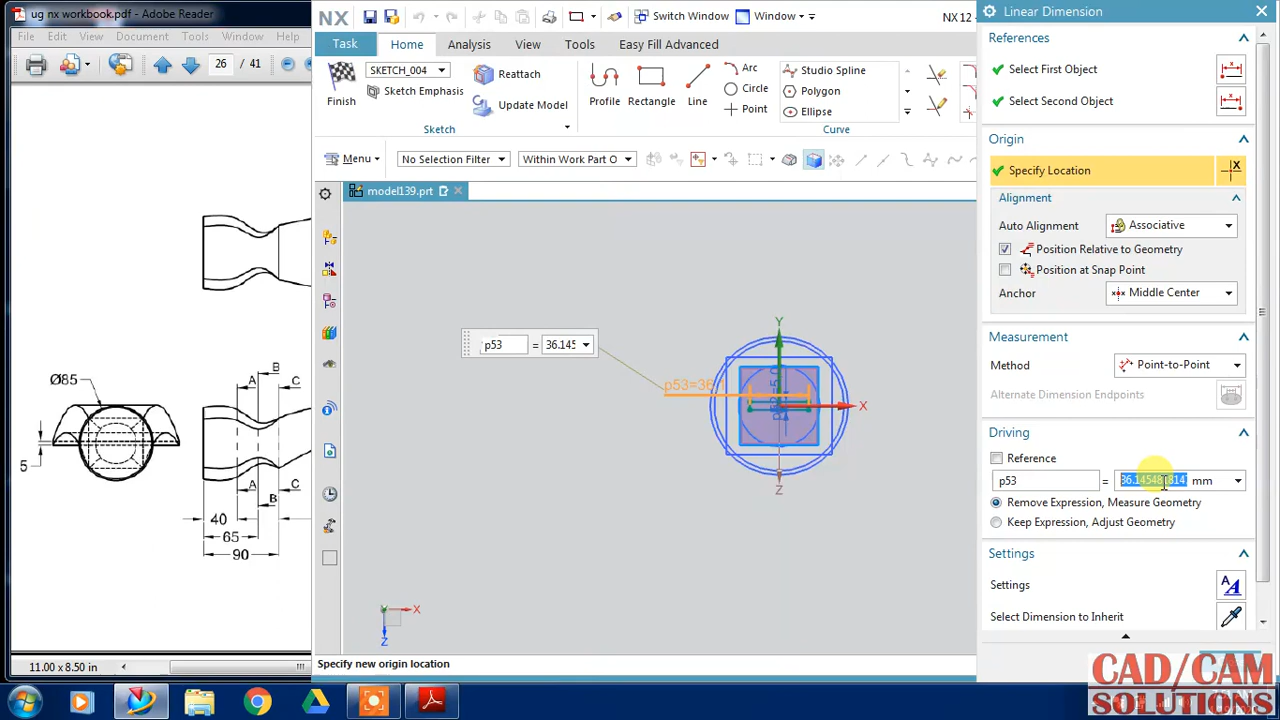 ug nx workbook.pdf - Adobe Reader
File Edit View Document Tools Window
26 / 41
Ø85
5
A
B
C
A
B
C
40
65
90
11.00 x 8.50 in
NX
Switch Window
Window
NX 12
Task
Home
Analysis
View
Tools
Easy Fill Advanced
Finish
SKETCH_004
Sketch Emphasis
Reattach
Update Model
Sketch
Profile
Rectangle
Line
Arc
Circle
Point
Studio Spline
Polygon
Ellipse
Curve
Menu
No Selection Filter
Within Work Part O
model139.prt
p53 = 36.145
p53=36.1
Y
X
Z
X
Z
Specify new origin location
Linear Dimension
References
Select First Object
Select Second Object
Origin
Specify Location
Alignment
Auto Alignment
Associative
Position Relative to Geometry
Position at Snap Point
Anchor
Middle Center
Measurement
Method
Point-to-Point
Alternate Dimension Endpoints
Driving
Reference
p53 = mm
Remove Expression, Measure Geometry
Keep Expression, Adjust Geometry
Settings
Settings
Select Dimension to Inherit
CAD/CAM
SOLUTIONS